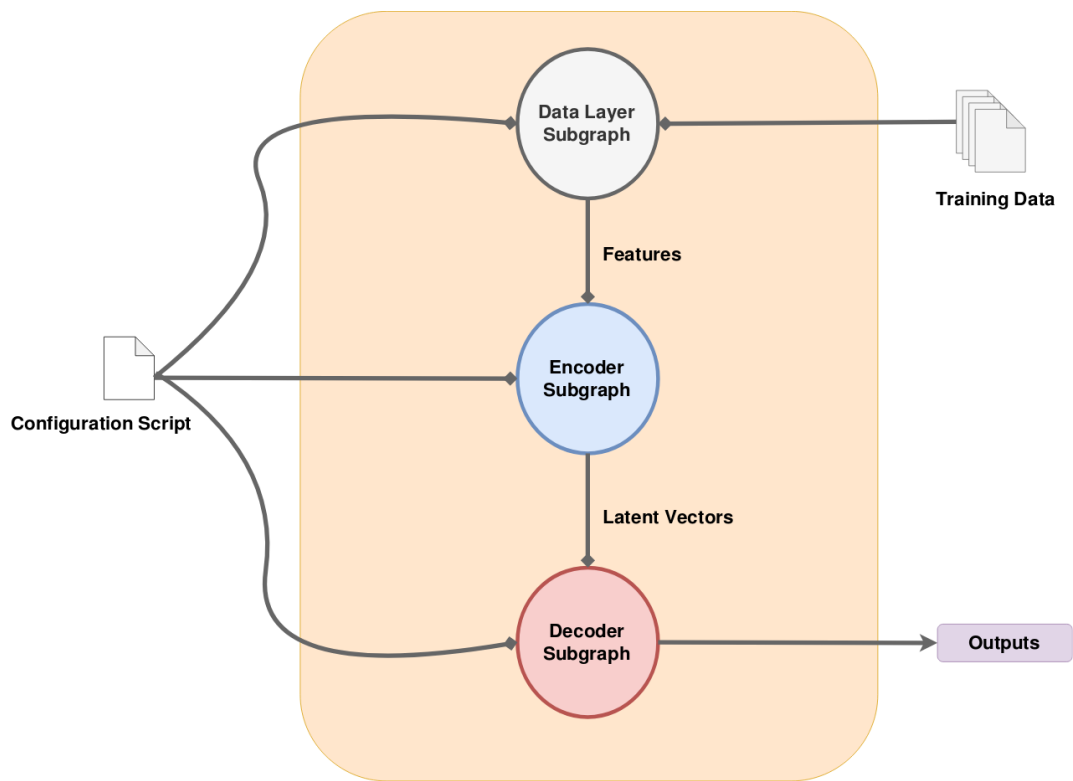 Data Layer
Subgraph
Training Data
Features
Encoder
Subgraph
Configuration Script
Latent Vectors
Decoder
Subgraph
Outputs